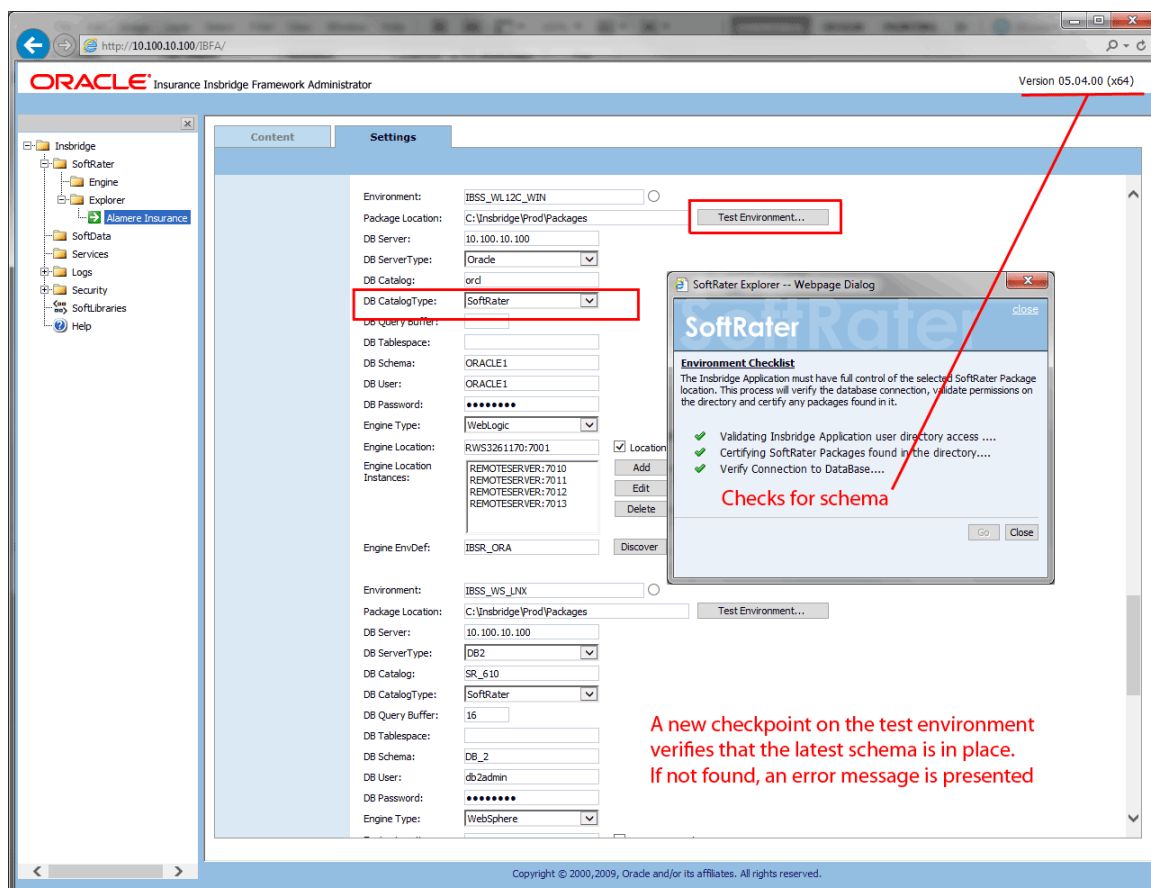 http://10.100.10.100/IBFA/
ORACLE® Insurance Insbridge Framework Administrator
Version 05.04.00 (x64)
Insbridge
SoftRater
Engine
Explorer
Alamere Insurance
SoftData
Services
Logs
Security
SoftLibraries
Help
Content
Settings
Environment: IBSS_WL12C_WIN
Package Location: C:\Insbridge\Prod\Packages Test Environment...
DB Server: 10.100.10.100
DB ServerType: Oracle
DB Catalog: orcl
DB CatalogType: SoftRater
DB Query Buffer:
DB Tablespace:
DB Schema: ORACLE1
DB User: ORACLE1
DB Password: ●●●●●●●●
Engine Type: WebLogic
Engine Location: RWS3261170:7001 Location
Engine Location
Instances:
REMOTESERVER:7010
REMOTESERVER:7011
REMOTESERVER:7012
REMOTESERVER:7013
Add
Edit
Delete
Engine EnvDef: IBSR_ORA Discover
SoftRater Explorer -- Webpage Dialog
SoftRater
close
SoftRater
Environment Checklist
The Insbridge Application must have full control of the selected SoftRater Package
location. This process will verify the database connection, validate permissions on
the directory and certify any packages found in it.
Validating Insbridge Application user directory access ....
Certifying SoftRater Packages found in the directory....
Verify Connection to DataBase....
Checks for schema
Go Close
Environment: IBSS_WS_LNX
Package Location: C:\Insbridge\Prod\Packages Test Environment...
DB Server: 10.100.10.100
DB ServerType: DB2
DB Catalog: SR_610
DB CatalogType: SoftRater
DB Query Buffer: 16
DB Tablespace:
DB Schema: DB_2
DB User: db2admin
DB Password: ●●●●●●●●
Engine Type: WebSphere
A new checkpoint on the test environment
verifies that the latest schema is in place.
If not found, an error message is presented
Copyright © 2000,2009, Oracle and/or its affiliates. All rights reserved.